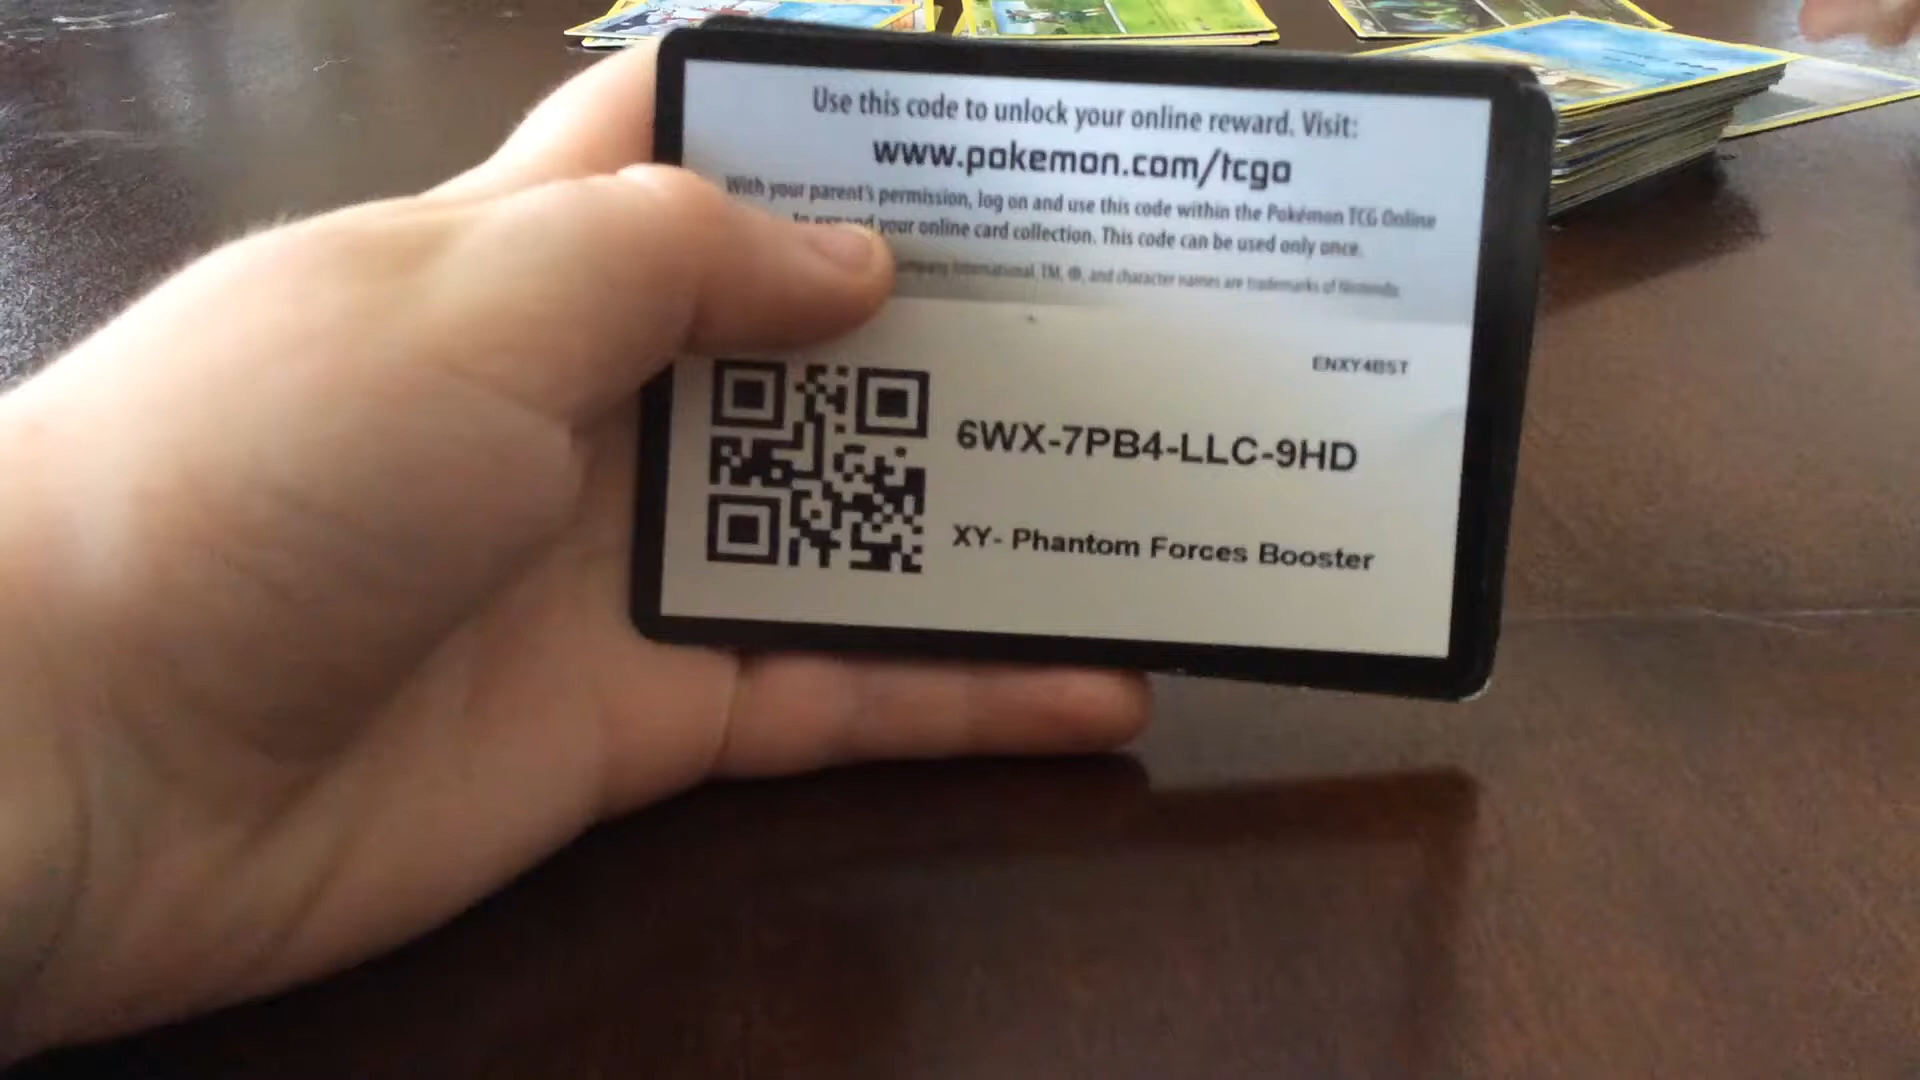 Use this code to unlock your online reward. Visit:
www.pokemon.com/tcgo
With your parent's permission, log on and use this code within the Pokémon TCG Online
to expand your online card collection. This code can be used only once.
International. TM, ®, and character names are trademarks of Nintendo.
ENXY4BST
6WX-7PB4-LLC-9HD
XY- Phantom Forces Booster